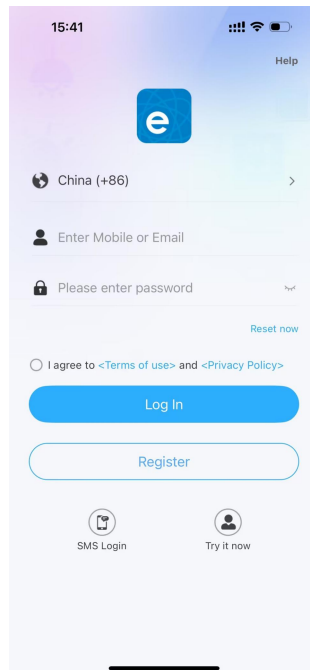 15:41
Help
e
China (+86)
Enter Mobile or Email
Please enter password
Reset now
I agree to <Terms of use> and <Privacy Policy>
Log In
Register
SMS Login
Try it now